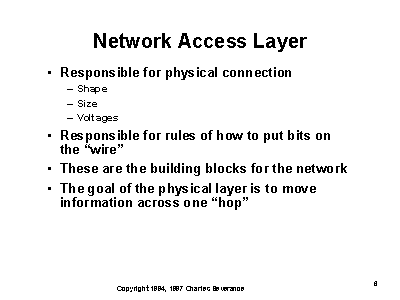 Network Access Layer
• Responsible for physical connection
– Shape
– Size
– Voltages
• Responsible for rules of how to put bits on
the “wire”
• These are the building blocks for the network
• The goal of the physical layer is to move
information across one “hop”
Copyright 1994, 1997 Charles Severance
6